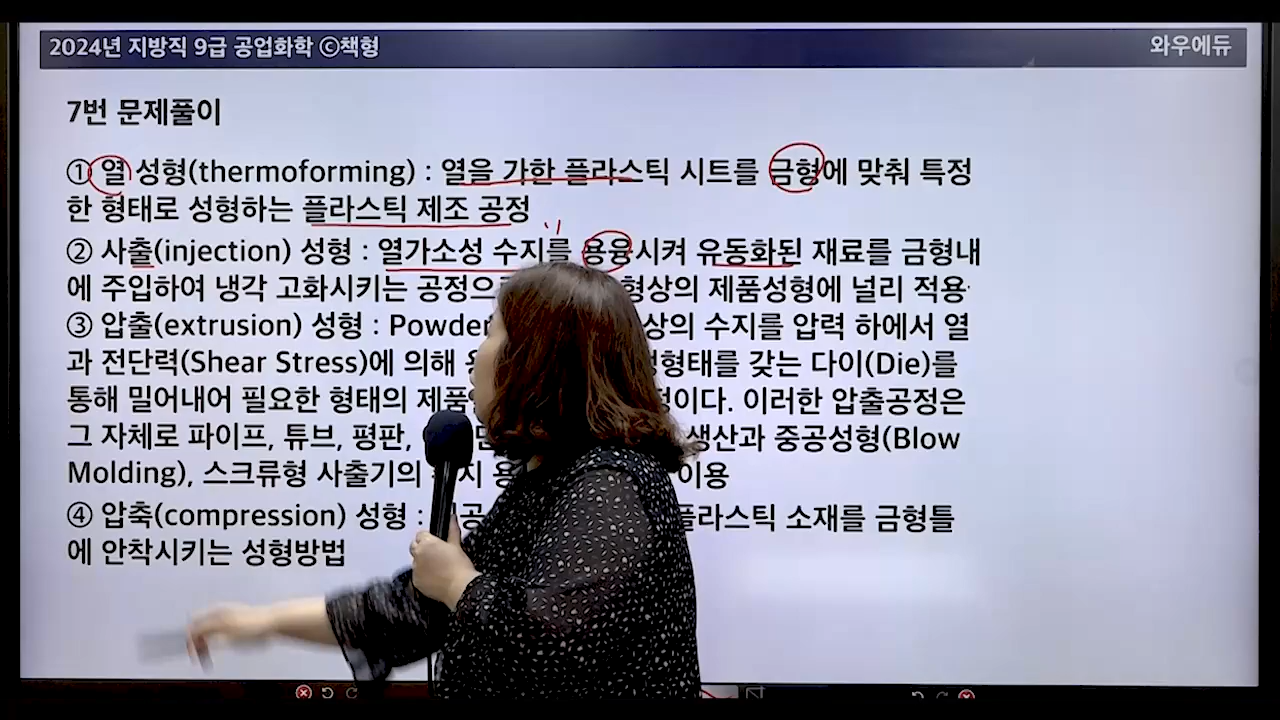 2024년 지방직 9급 공업화학 ⓒ책형
와우에듀
7번 문제풀이
① 열 성형(thermoforming) : 열을 가한 플라스틱 시트를 금형에 맞춰 특정
한 형태로 성형하는 플라스틱 제조 공정
② 사출(injection) 성형 : 열가소성 수지를 용융시켜 유동화된 재료를 금형내
에 주입하여 냉각 고화시키는 공정으 형상의 제품성형에 널리 적용
③ 압출(extrusion) 성형 : Powder 상의 수지를 압력 하에서 열
과 전단력(Shear Stress)에 의해 형태를 갖는 다이(Die)를
통해 밀어내어 필요한 형태의 제품 이다. 이러한 압출공정은
그 자체로 파이프, 튜브, 평판, 생산과 중공성형(Blow
Molding), 스크류형 사출기의 이용
④ 압축(compression) 성형 : 플라스틱 소재를 금형틀
에 안착시키는 성형방법